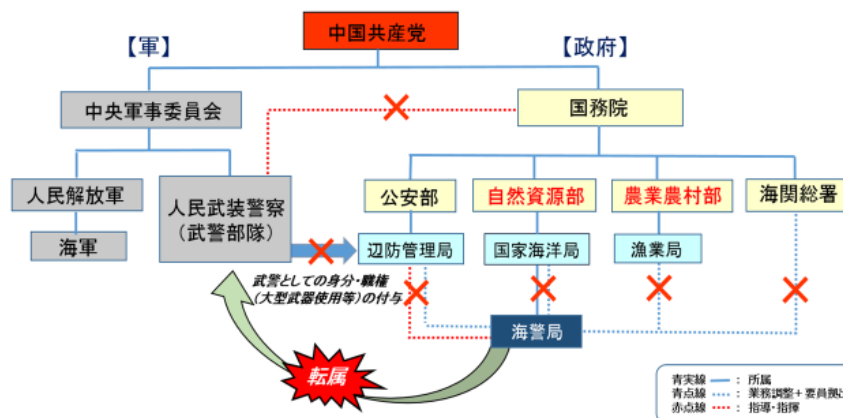 中国共産党
【軍】
【政府】
中央軍事委員会
国務院
人民解放軍
人民武装警察
(武警部隊)
公安部
自然資源部
農業農村部
海関総署
海軍
辺防管理局
国家海洋局
漁業局
武警としての身分・職権
(大型武器使用等)の付与
海警局
転属
青実線 ── : 所属
青点線 ┈┈ : 業務調整+要員拠出
赤点線 ┈┈ : 指導・指揮